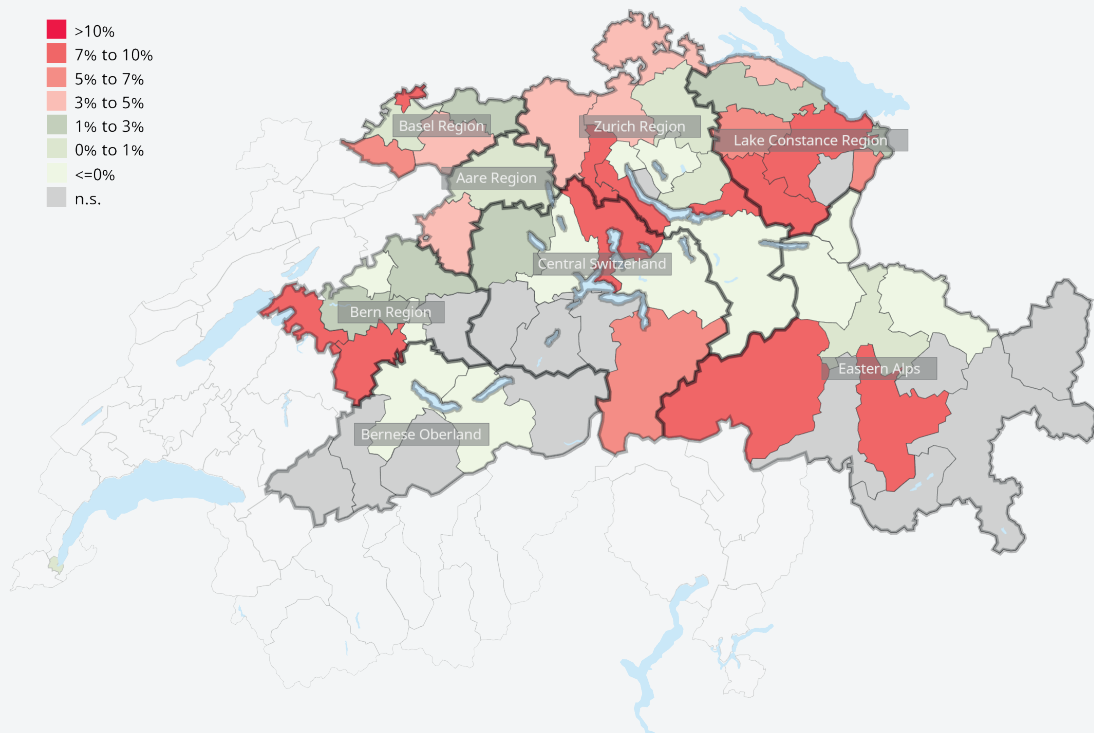 >10%
7% to 10%
5% to 7%
3% to 5%
1% to 3%
0% to 1%
<=0%
n.s.
Basel Region
Zurich Region
Lake Constance Region
Aare Region
Central Switzerland
Bern Region
Eastern Alps
Bernese Oberland